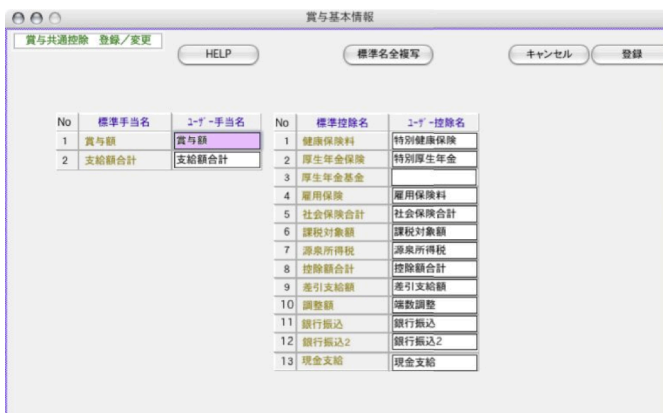 賞与基本情報
賞与共通控除 登録/変更
HELP 標準名全複写 キャンセル 登録
No 標準手当名 ユーザー手当名
1 賞与額 賞与額
2 支給額合計 支給額合計
No 標準控除名 ユーザー控除名
1 健康保険料 特別健康保険
2 厚生年金保険 特別厚生年金
3 厚生年金基金
4 雇用保険 雇用保険料
5 社会保険合計 社会保険合計
6 課税対象額 課税対象額
7 源泉所得税 源泉所得税
8 控除額合計 控除額合計
9 差引支給額 差引支給額
10 調整額 端数調整
11 銀行振込 銀行振込
12 銀行振込2 銀行振込2
13 現金支給 現金支給